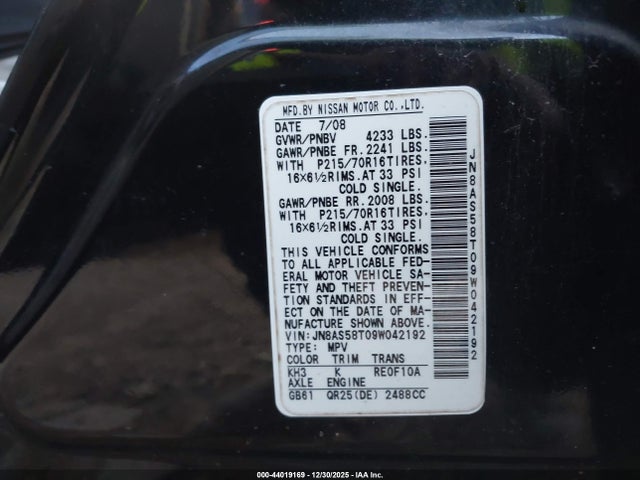 MFD.BY NISSAN MOTOR CO.,LTD.
DATE 7/08
GVWR/PNBV 4233 LBS.
GAWR/PNBE FR.2241 LBS.
WITH P215/70R16TIRES,
16X6½RIMS.AT 33 PSI
COLD SINGLE.
GAWR/PNBE RR.2008 LBS.
WITH P215/70R16TIRES,
16X6½RIMS.AT 33 PSI
COLD SINGLE.
THIS VEHICLE CONFORMS
TO ALL APPLICABLE FED-
ERAL MOTOR VEHICLE SA-
FETY AND THEFT PREVEN-
TION STANDARDS IN EFF-
ECT ON THE DATE OF MA-
NUFACTURE SHOWN ABOVE.
VIN:JN8AS58T09W042192
TYPE: MPV
COLOR TRIM TRANS
KH3 K RE0F10A
AXLE ENGINE
GB61 QR25(DE) 2488CC
JN8AS58T09W042192
000-44019169 - 12/30/2025 - IAA Inc.